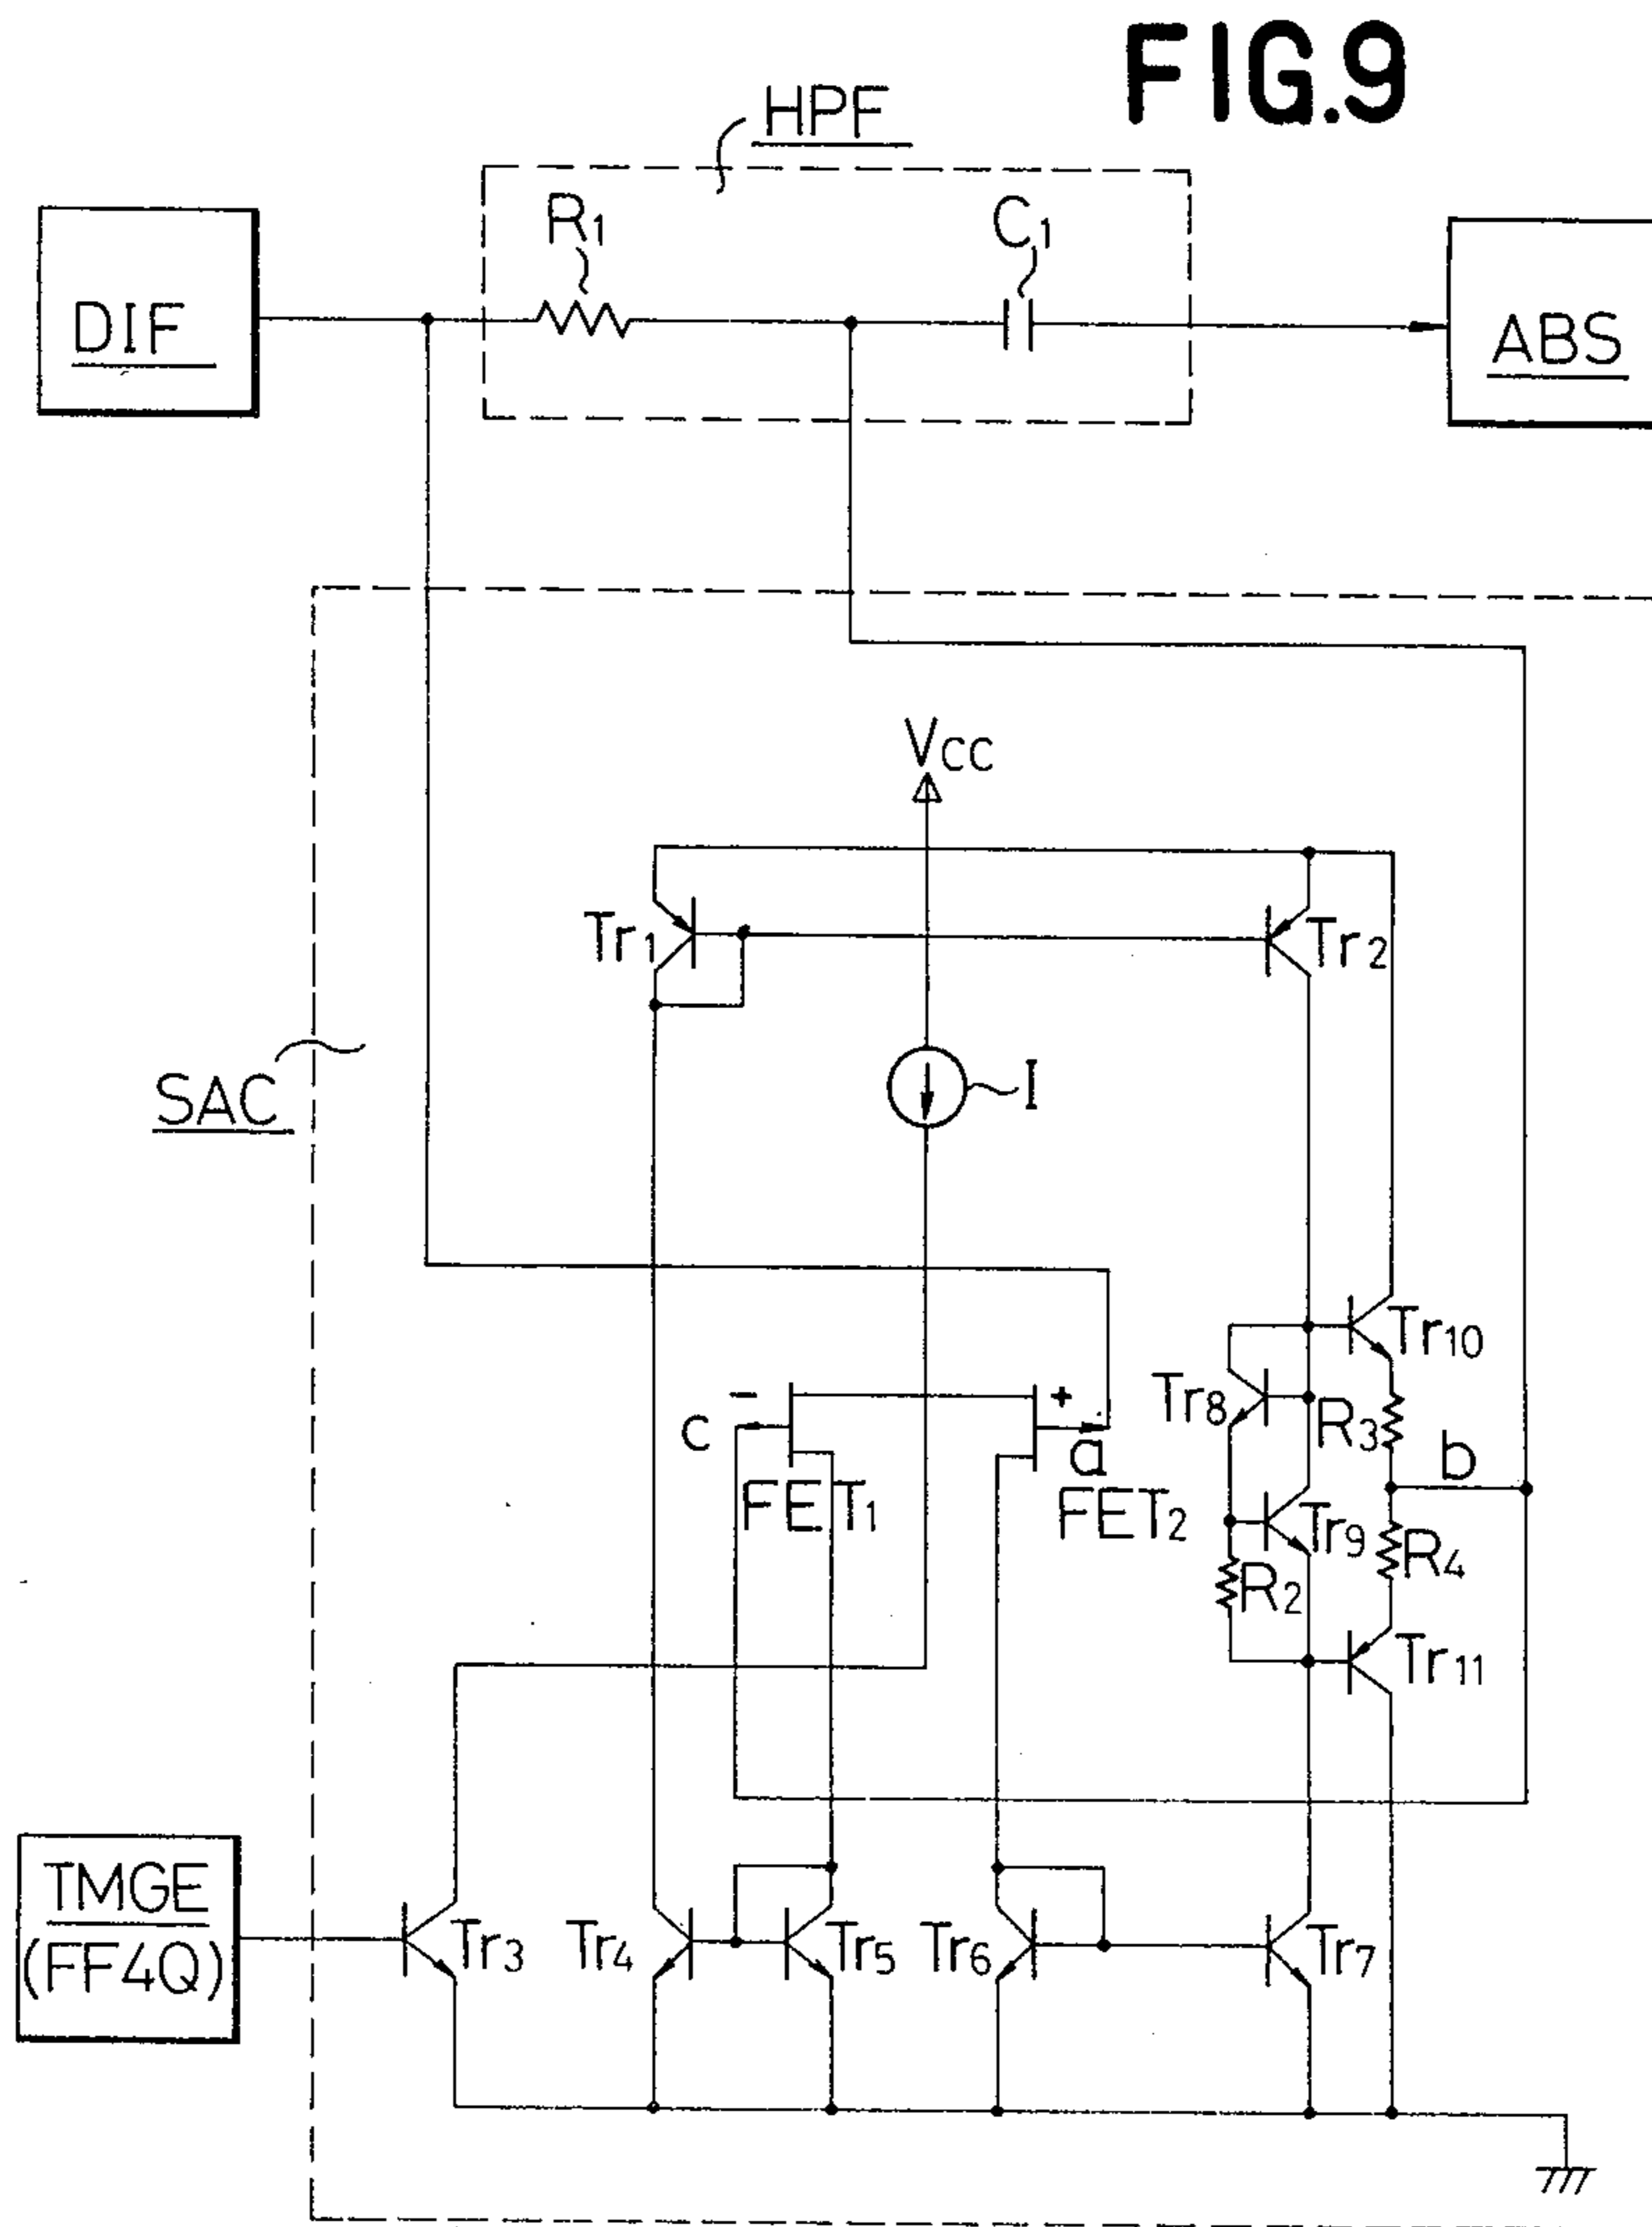 FIG.9
HPF
R1
C1
DIF
ABS
VCC
Tr1
Tr2
I
SAC
Tr10
Tr8
R3
- + 
c
a
b
FET1
FET2
Tr9
R4
R2
Tr11
TMGE
(FF4Q)
Tr3
Tr4
Tr5
Tr6
Tr7